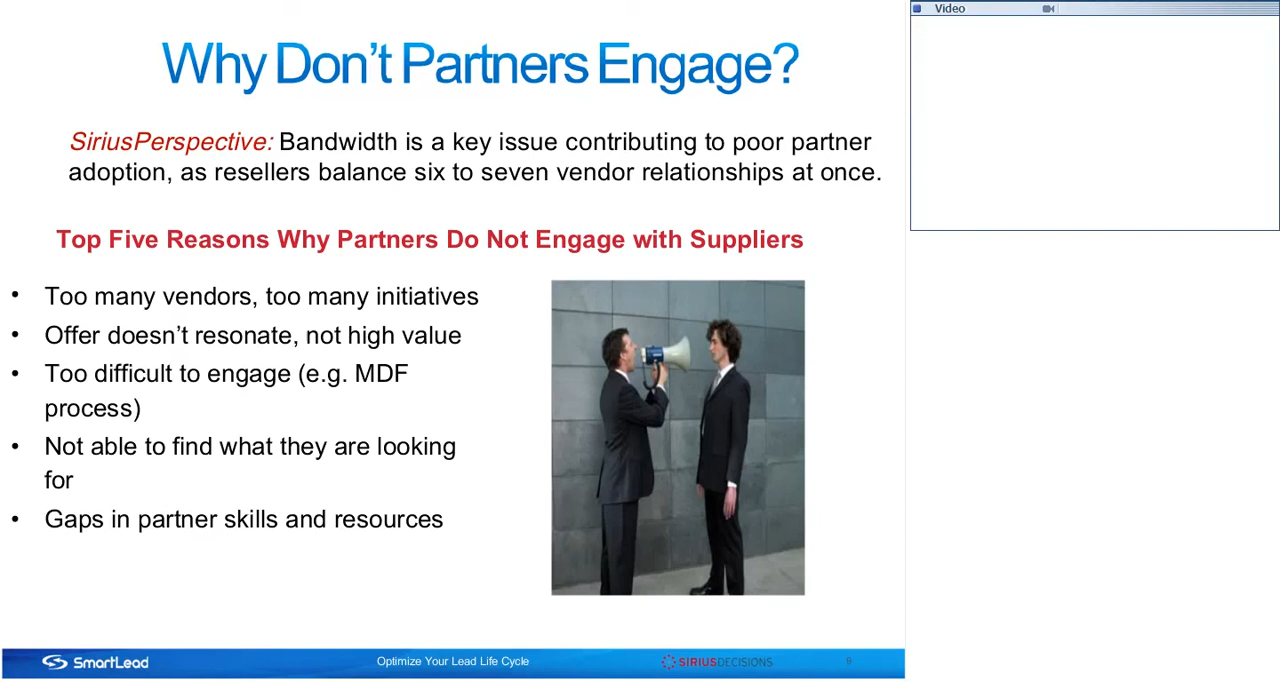 Video
Why Don’t Partners Engage?
SiriusPerspective: Bandwidth is a key issue contributing to poor partner
adoption, as resellers balance six to seven vendor relationships at once.
Top Five Reasons Why Partners Do Not Engage with Suppliers
• Too many vendors, too many initiatives
• Offer doesn’t resonate, not high value
• Too difficult to engage (e.g. MDF
process)
• Not able to find what they are looking
for
• Gaps in partner skills and resources
SmartLead
Optimize Your Lead Life Cycle
SIRIUSDECISIONS